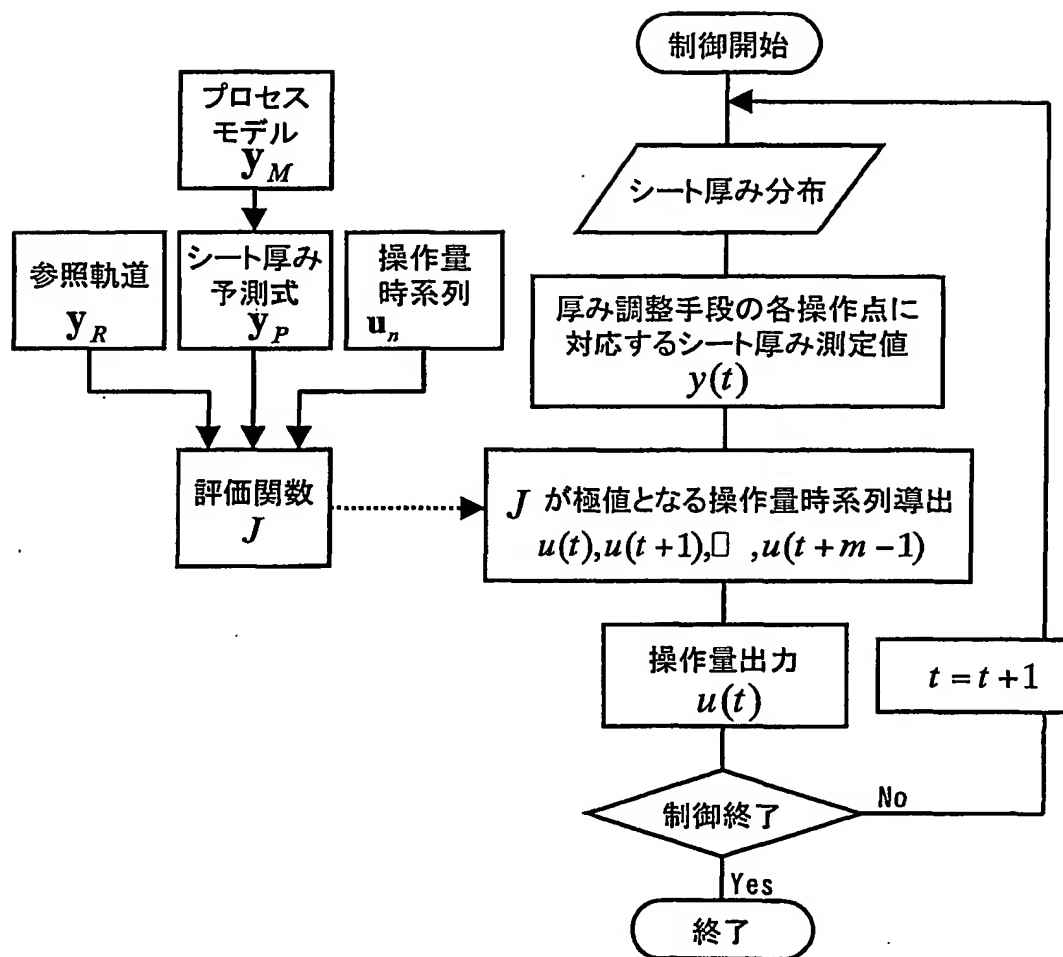 制御開始
プロセス
モデル
y_M
シート厚み分布
参照軌道
y_R
シート厚み
予測式
y_P
操作量
時系列
u_n
厚み調整手段の各操作点に
対応するシート厚み測定値
y(t)
評価関数
J
J が極値となる操作量時系列導出
u(t),u(t+1),□ ,u(t+m−1)
操作量出力
u(t)
t = t+1
制御終了
No
Yes
終了